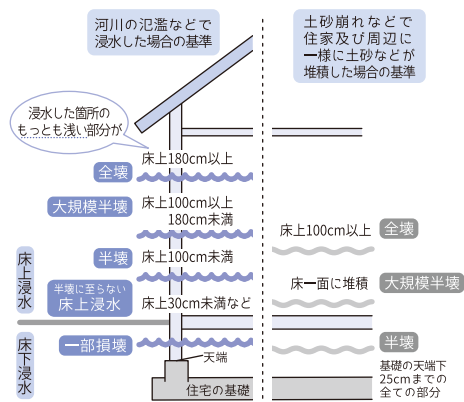 河川の氾濫などで
浸水した場合の基準
土砂崩れなどで
住家及び周辺に
一様に土砂などが
堆積した場合の基準
浸水した箇所の
もっとも浅い部分が
床上180cm以上
全壊
床上100cm以上
180cm未満
大規模半壊
床上100cm未満
半壊
床上30cm未満など
半壊に至らない
床上浸水
床上浸水
床下浸水
一部損壊
天端
住宅の基礎
床上100cm以上
全壊
床一面に堆積
大規模半壊
半壊
基礎の天端下
25cmまでの
全ての部分